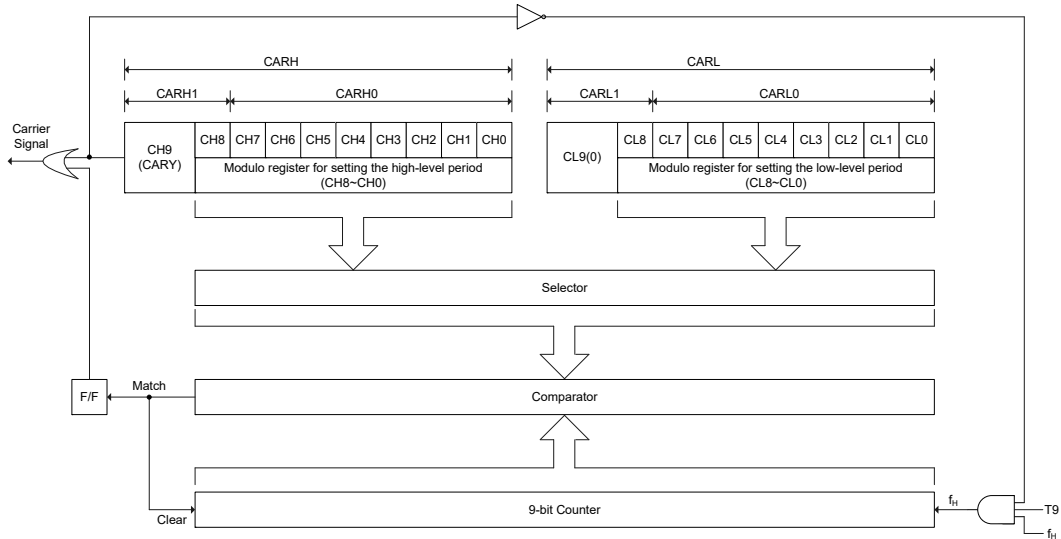 CARH
CARL
CARH1
CARH0
CARL1
CARL0
Carrier
Signal
CH9
(CARY)
CH8
CH7
CH6
CH5
CH4
CH3
CH2
CH1
CH0
Modulo register for setting the high-level period
(CH8~CH0)
CL9(0)
CL8
CL7
CL6
CL5
CL4
CL3
CL2
CL1
CL0
Modulo register for setting the low-level period
(CL8~CL0)
Selector
F/F
Match
Comparator
Clear
9-bit Counter
fH
T9
fH